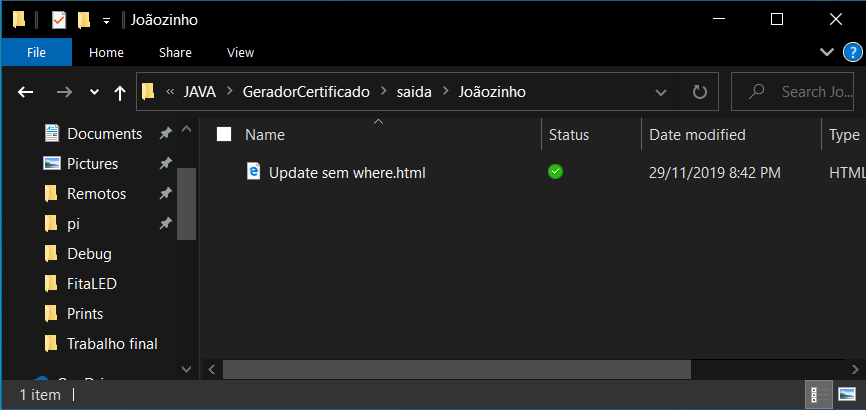 Joãozinho
File Home Share View
« JAVA > GeradorCertificado > saida > Joãozinho Search Jo...
Name Status Date modified Type
Documents
Pictures
Remotos
pi
Debug
FitaLED
Prints
Trabalho final
Update sem where.html 29/11/2019 8:42 PM HTML
1 item